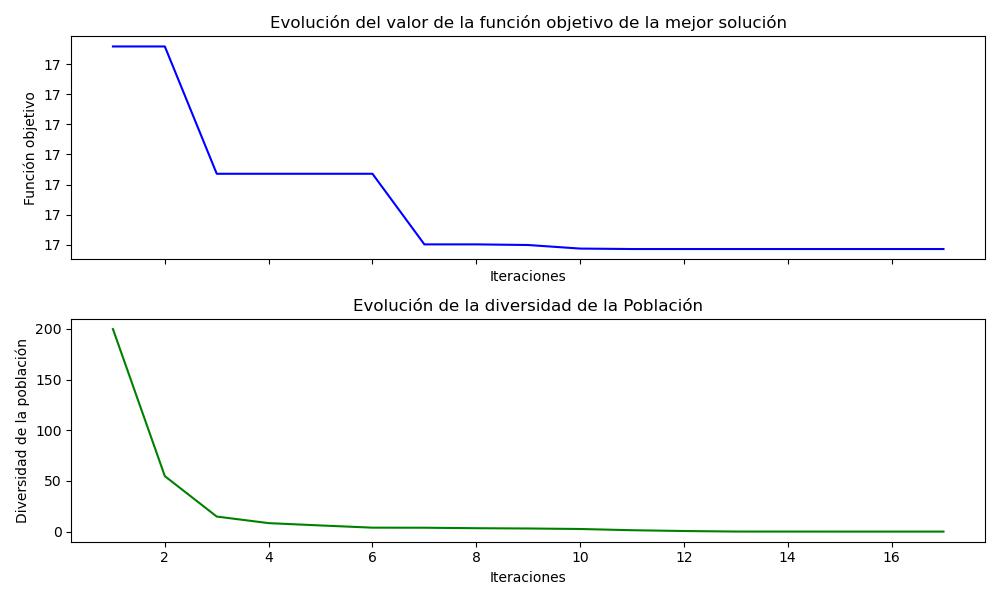 Evolución del valor de la función objetivo de la mejor solución
17
17
17
17
17
17
17
Función objetivo
Iteraciones
Evolución de la diversidad de la Población
200
150
100
50
0
Diversidad de la población
2 4 6 8 10 12 14 16
Iteraciones